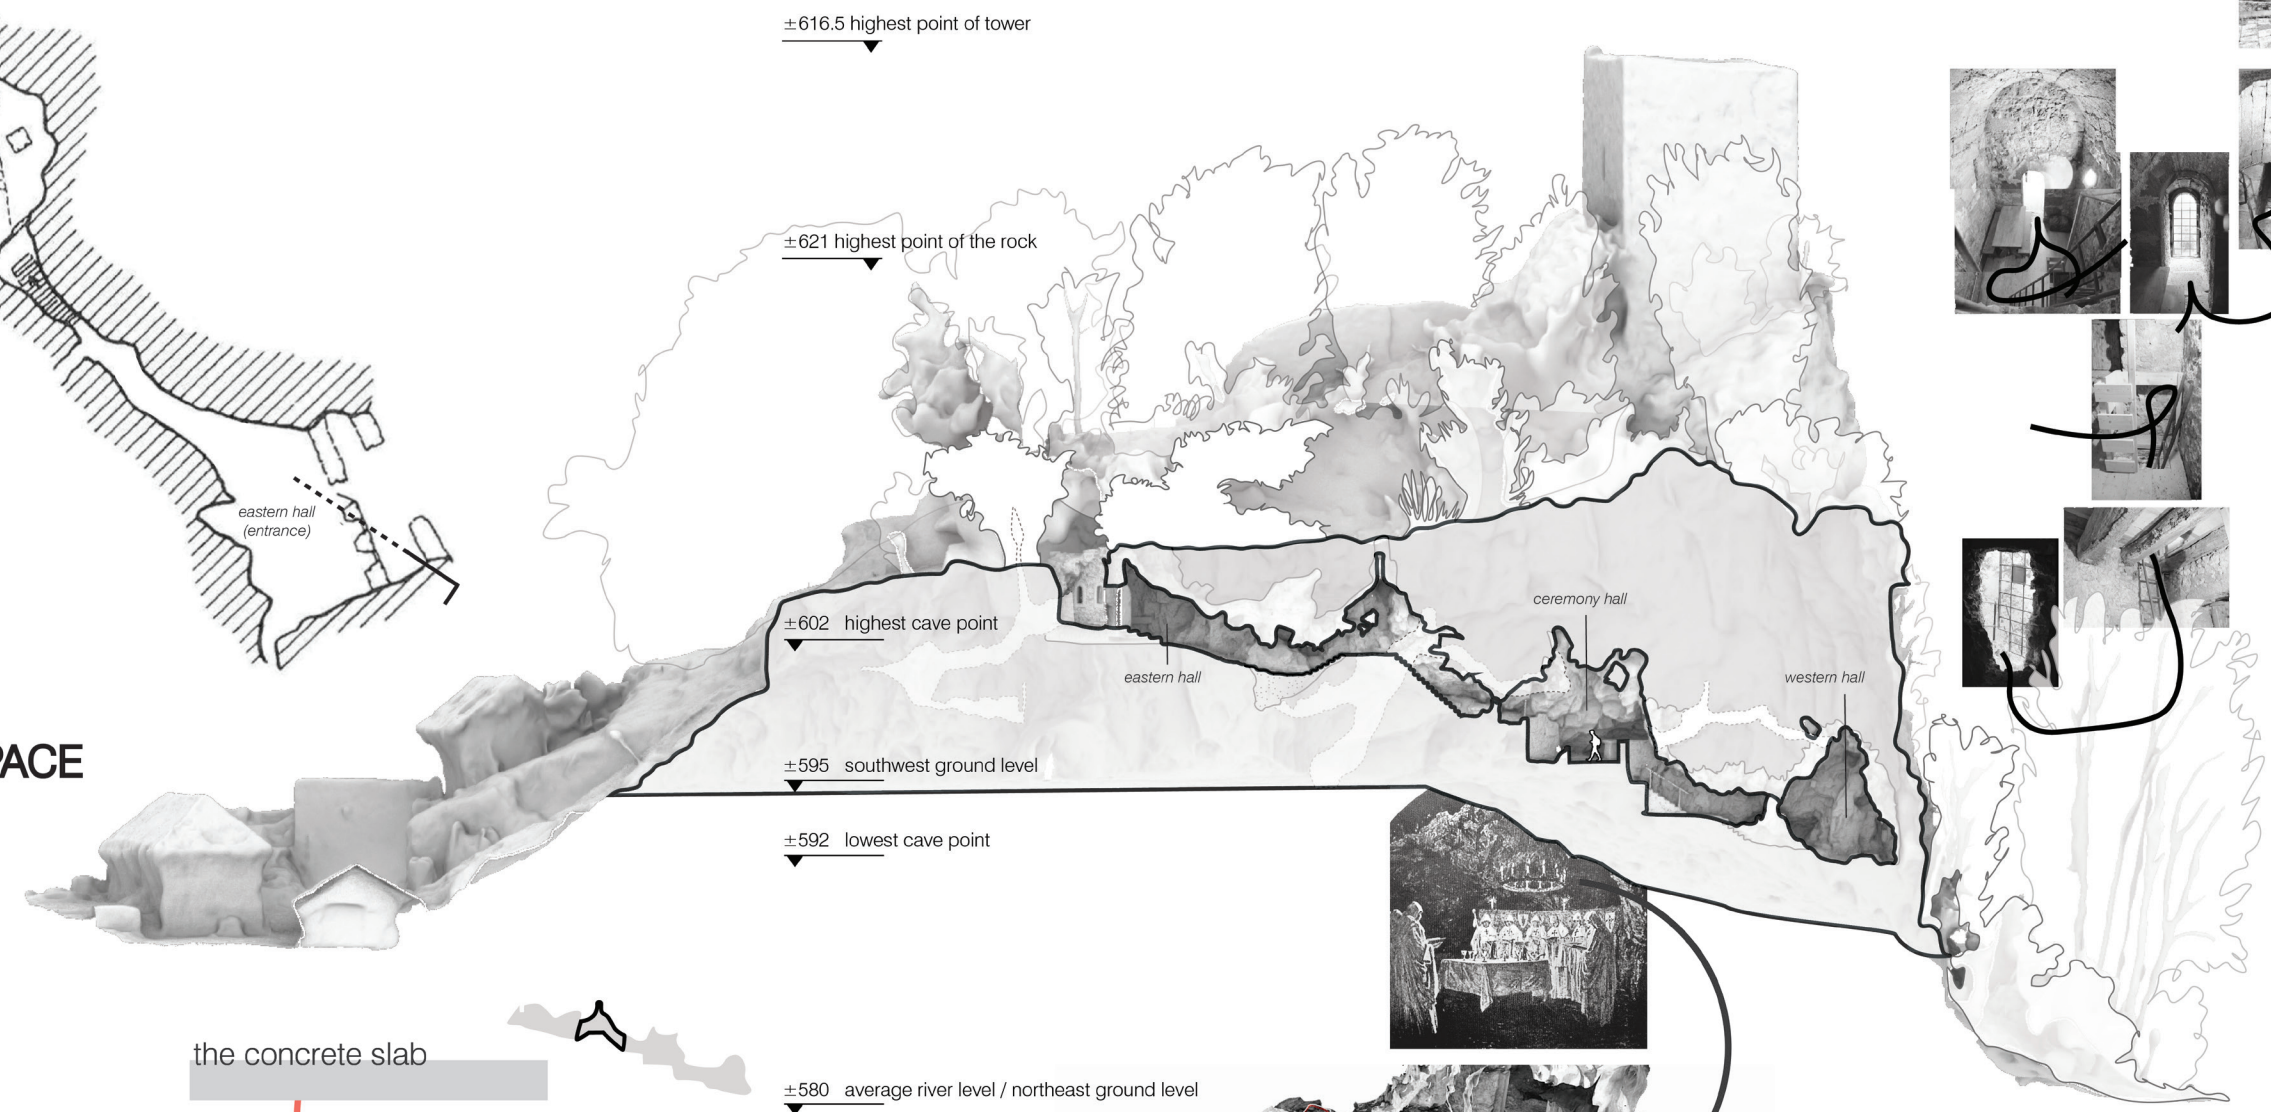 ±616.5 highest point of tower
±621 highest point of the rock
eastern hall
(entrance)
ceremony hall
±602 highest cave point
eastern hall
western hall
PACE
±595 southwest ground level
±592 lowest cave point
the concrete slab
±580 average river level / northeast ground level